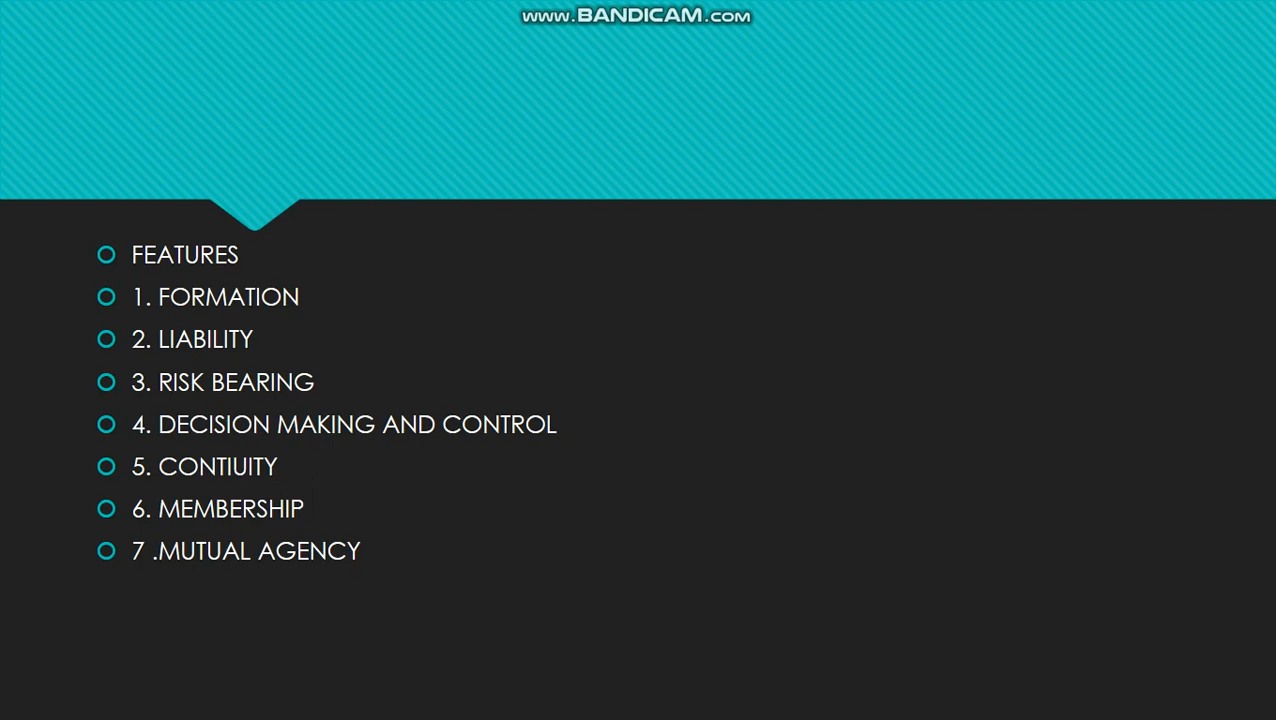 www.BANDICAM.COM
FEATURES
1. FORMATION
2. LIABILITY
3. RISK BEARING
4. DECISION MAKING AND CONTROL
5. CONTIUITY
6. MEMBERSHIP
7 .MUTUAL AGENCY